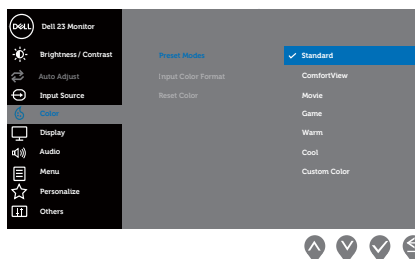 DELL
Dell 23 Monitor
Brightness / Contrast
Auto Adjust
Input Source
Color
Display
Audio
Menu
Personalize
Others
Preset Modes
Input Color Format
Reset Color
Standard
ComfortView
Movie
Game
Warm
Cool
Custom Color